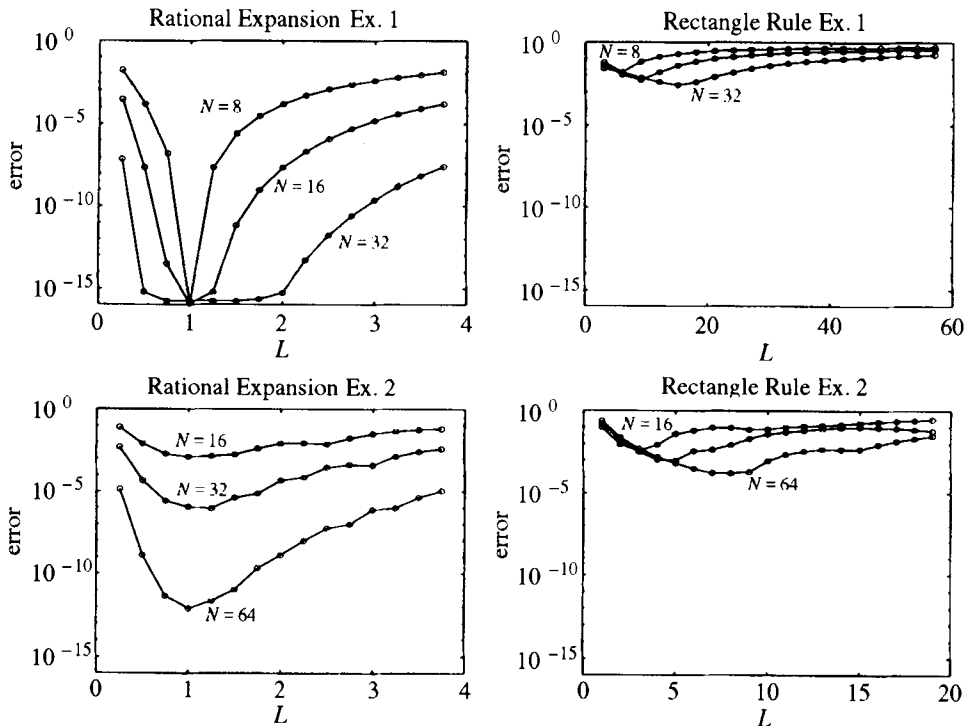 Rational Expansion Ex. 1
10^0
10^-5
10^-10
10^-15
error
N = 8
N = 16
N = 32
0 1 2 3 4
L
Rectangle Rule Ex. 1
10^0
10^-5
10^-10
10^-15
error
N = 8
N = 32
0 20 40 60
L
Rational Expansion Ex. 2
10^0
10^-5
10^-10
10^-15
error
N = 16
N = 32
N = 64
0 1 2 3 4
L
Rectangle Rule Ex. 2
10^0
10^-5
10^-10
10^-15
error
N = 16
N = 64
0 5 10 15 20
L